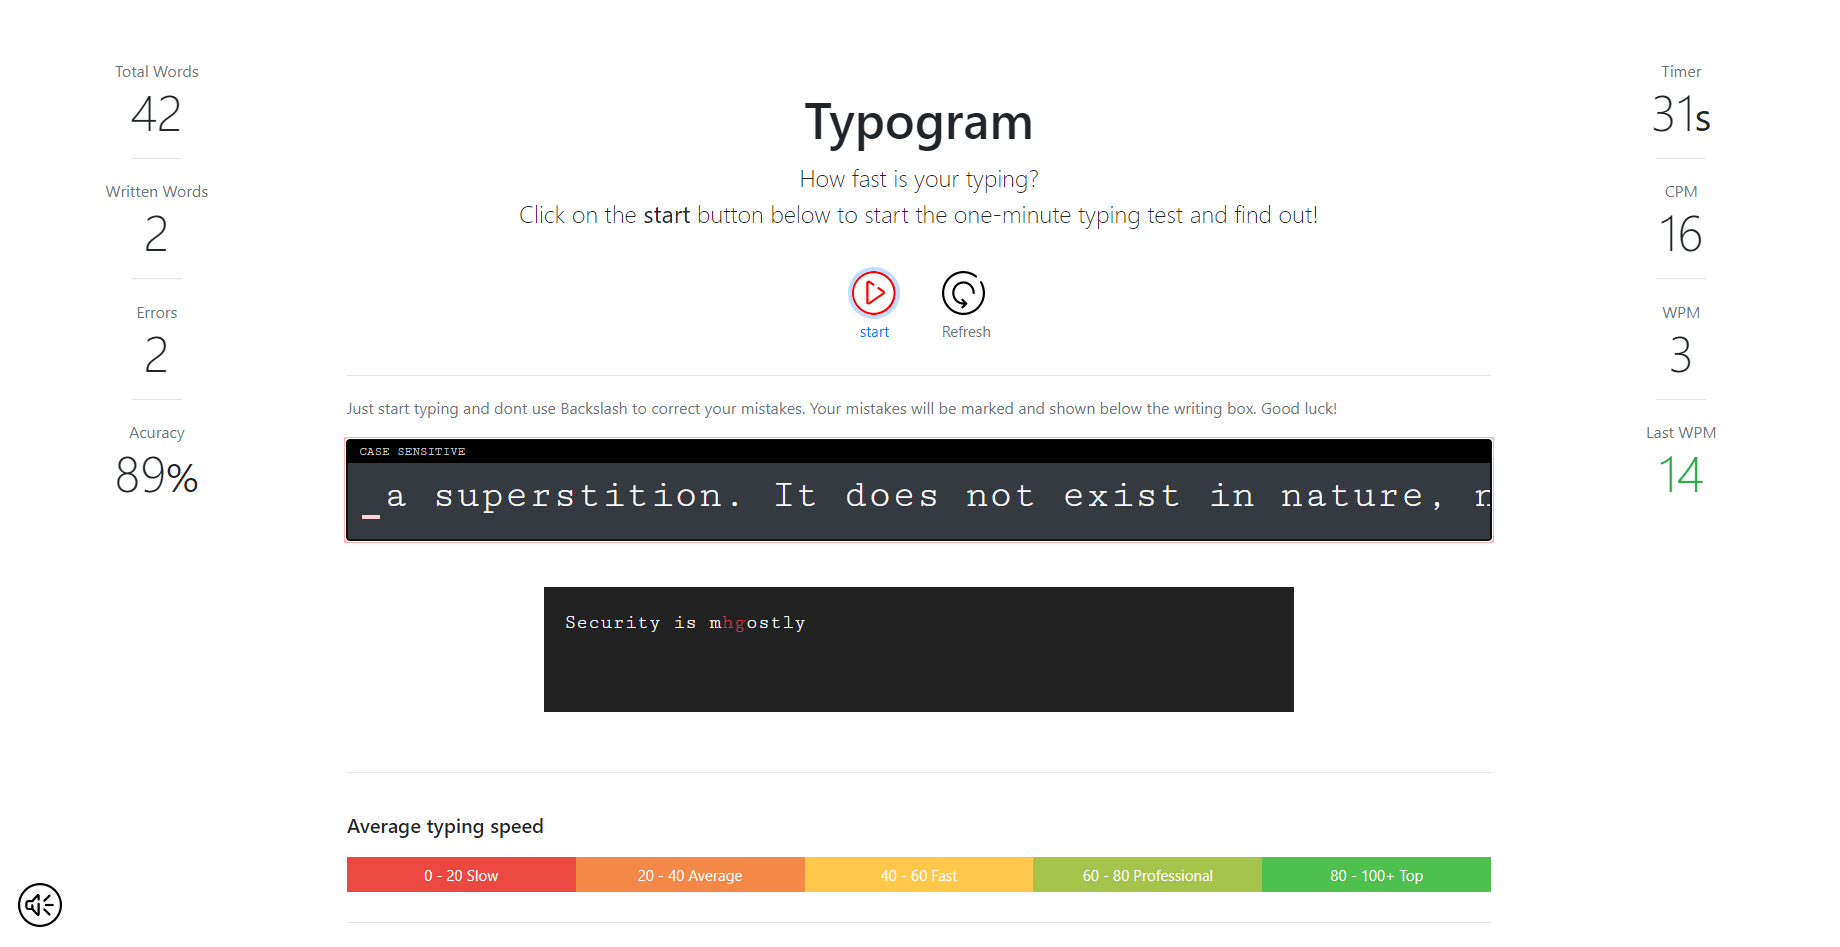 Total Words
42
Written Words
2
Errors
2
Acuracy
89%
Typogram
How fast is your typing?
Click on the start button below to start the one-minute typing test and find out!
start
Refresh
Just start typing and dont use Backslash to correct your mistakes. Your mistakes will be marked and shown below the writing box. Good luck!
CASE SENSITIVE
_a superstition. It does not exist in nature,
Security is mhgostly
Average typing speed
0 - 20 Slow
20 - 40 Average
40 - 60 Fast
60 - 80 Professional
80 - 100+ Top
Timer
31s
CPM
16
WPM
3
Last WPM
14